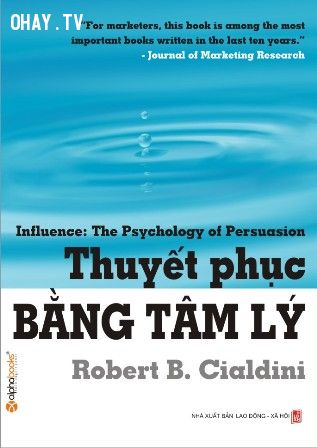 OHAY.TV
"For marketers, this book is among the most
important books written in the last ten years."
- Journal of Marketing Research
Influence: The Psychology of Persuasion
Thuyết phục
BẰNG TÂM LÝ
Robert B. Cialdini
alphabooks
NHÀ XUẤT BẢN LAO ĐỘNG - XÃ HỘI